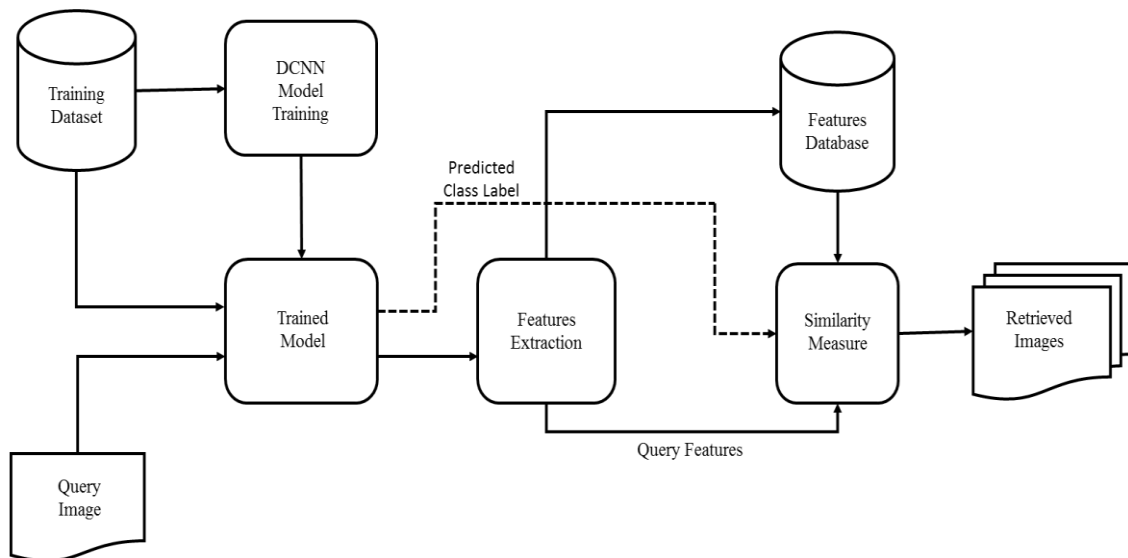 Training
Dataset
DCNN
Model
Training
Features
Database
Predicted
Class Label
Trained
Model
Features
Extraction
Similarity
Measure
Retrieved
Images
Query Features
Query
Image